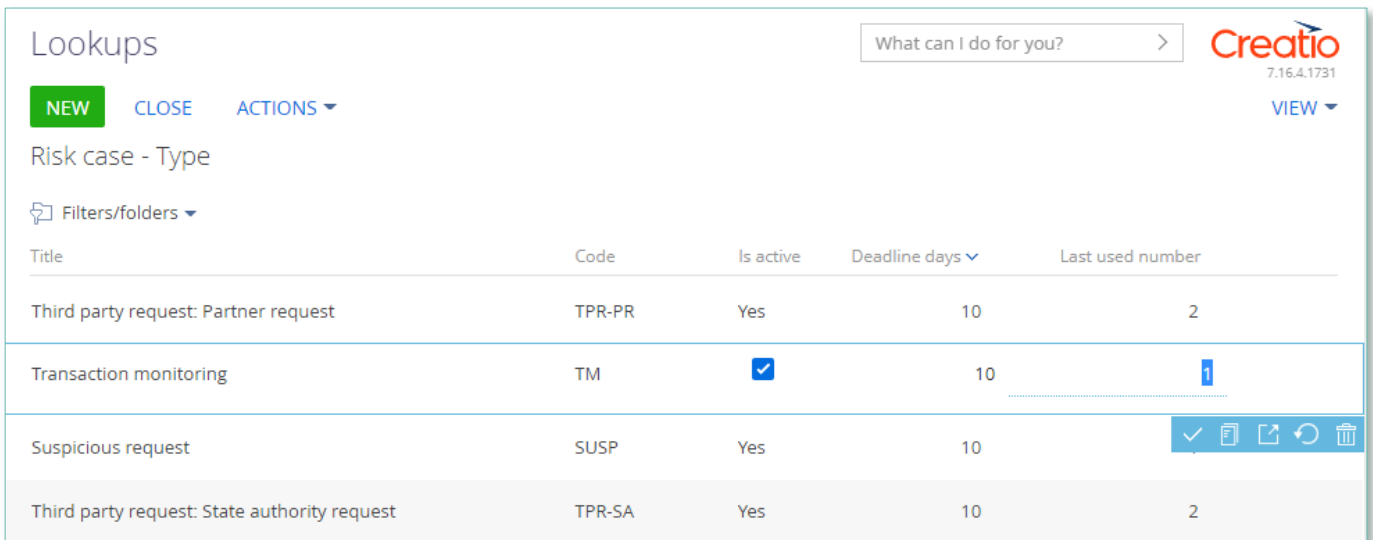 Lookups
What can I do for you?
Creatio
7.16.4.1731
NEW CLOSE ACTIONS VIEW
Risk case - Type
Filters/folders
Title Code Is active Deadline days Last used number
Third party request: Partner request TPR-PR Yes 10 2
Transaction monitoring TM 10 1
Suspicious request SUSP Yes 10
Third party request: State authority request TPR-SA Yes 10 2